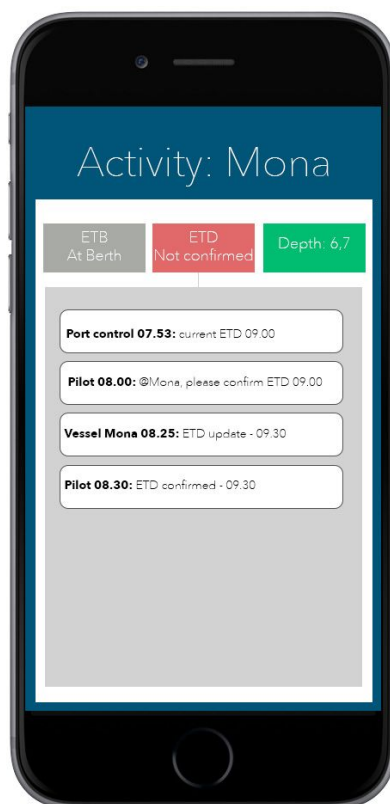 Activity: Mona
ETB
At Berth
ETD
Not confirmed
Depth: 6,7
Port control 07.53: current ETD 09.00
Pilot 08.00: @Mona, please confirm ETD 09.00
Vessel Mona 08.25: ETD update - 09.30
Pilot 08.30: ETD confirmed - 09.30